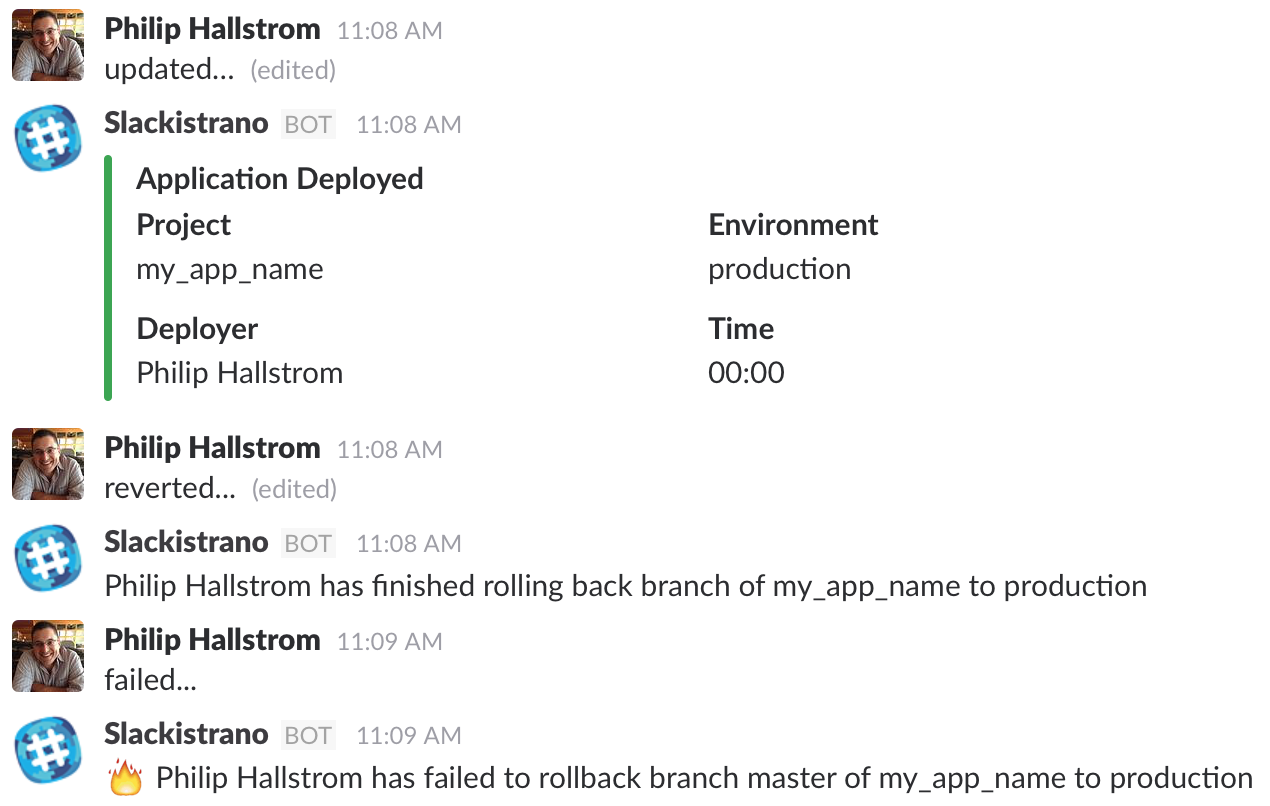 Philip Hallstrom 11:08 AM
updated... (edited)
Slackistrano BOT 11:08 AM
Application Deployed
Project Environment
my_app_name production
Deployer Time
Philip Hallstrom 00:00
Philip Hallstrom 11:08 AM
reverted... (edited)
Slackistrano BOT 11:08 AM
Philip Hallstrom has finished rolling back branch of my_app_name to production
Philip Hallstrom 11:09 AM
failed...
Slackistrano BOT 11:09 AM
🔥 Philip Hallstrom has failed to rollback branch master of my_app_name to production